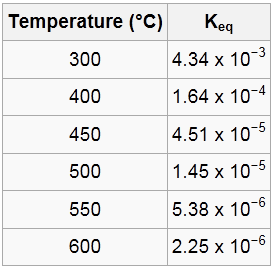 Temperature (°C) Keq
300 4.34 x 10⁻³
400 1.64 x 10⁻⁴
450 4.51 x 10⁻⁵
500 1.45 x 10⁻⁵
550 5.38 x 10⁻⁶
600 2.25 x 10⁻⁶